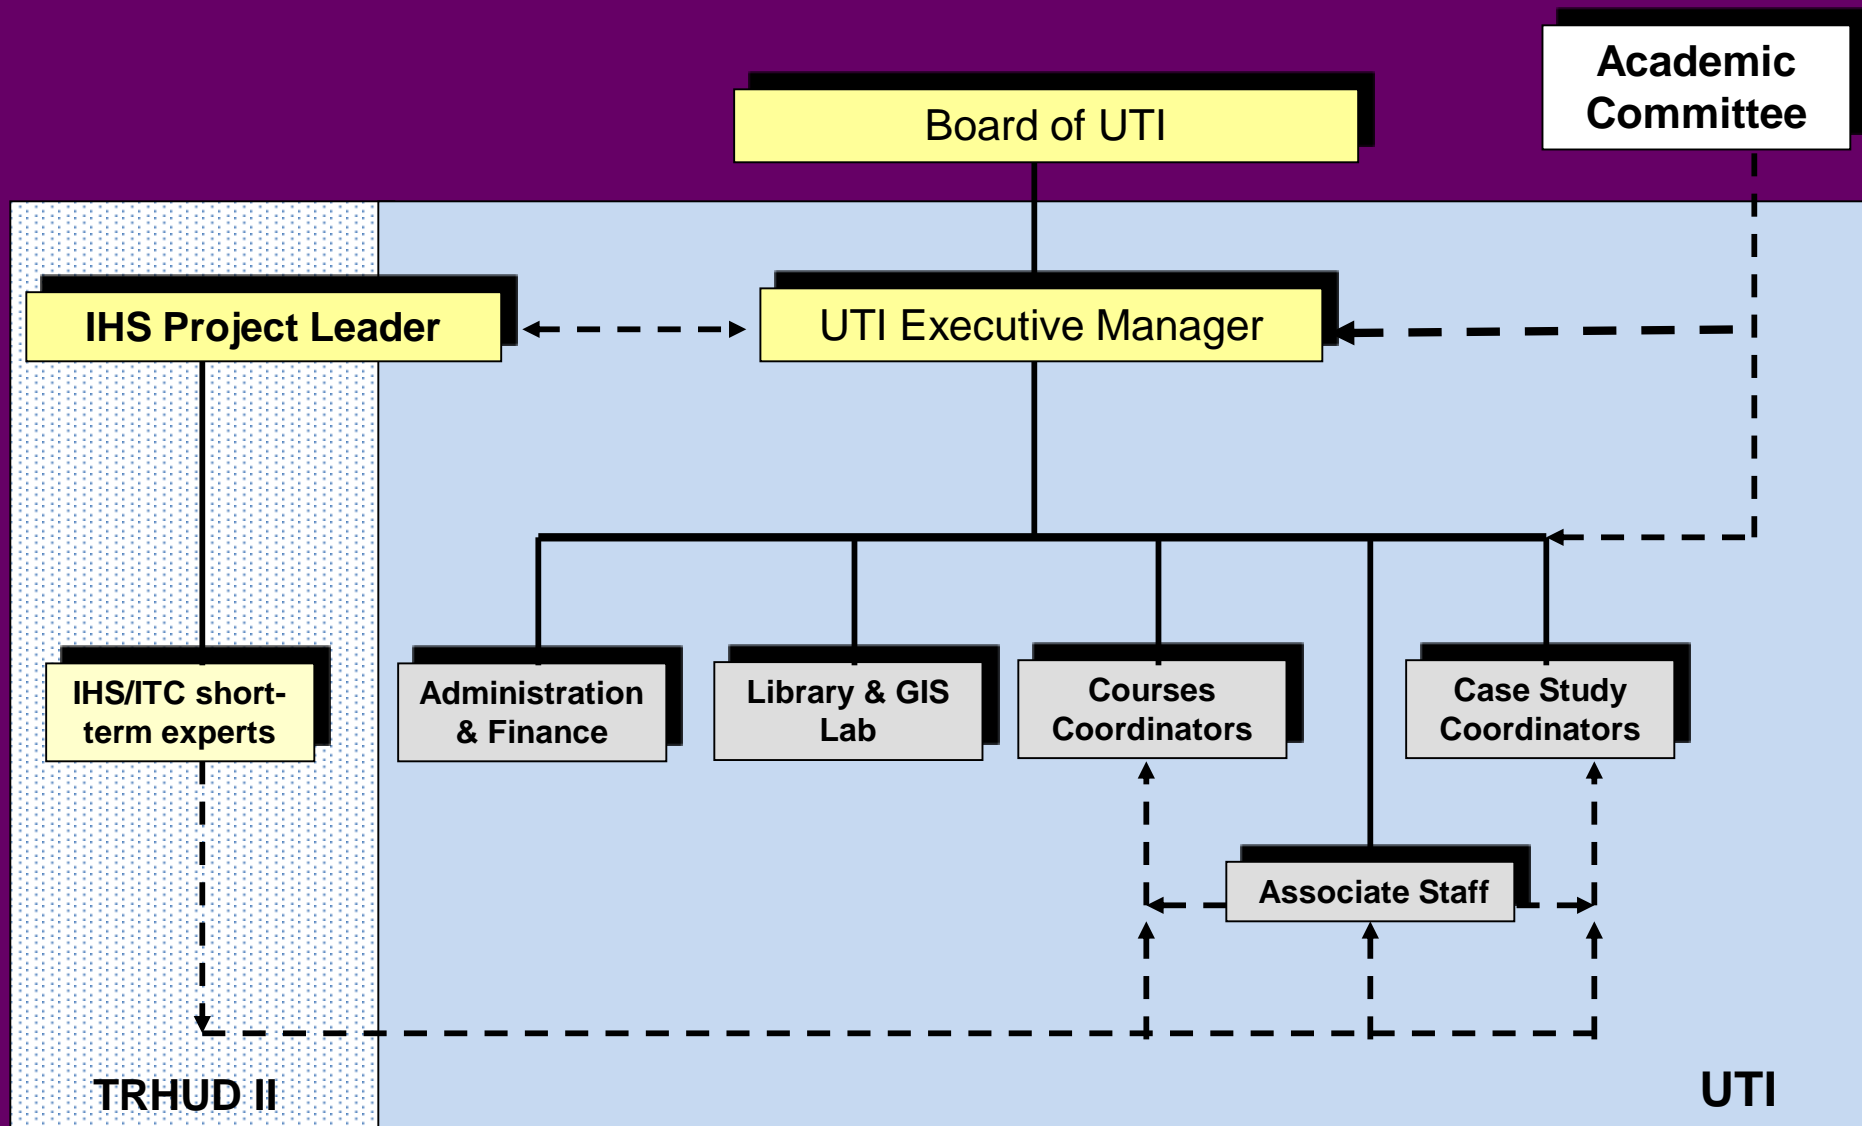 Academic
Committee
Board of UTI
IHS Project Leader
UTI Executive Manager
IHS/ITC short-
term experts
Administration
& Finance
Library & GIS
Lab
Courses
Coordinators
Case Study
Coordinators
Associate Staff
TRHUD II
UTI